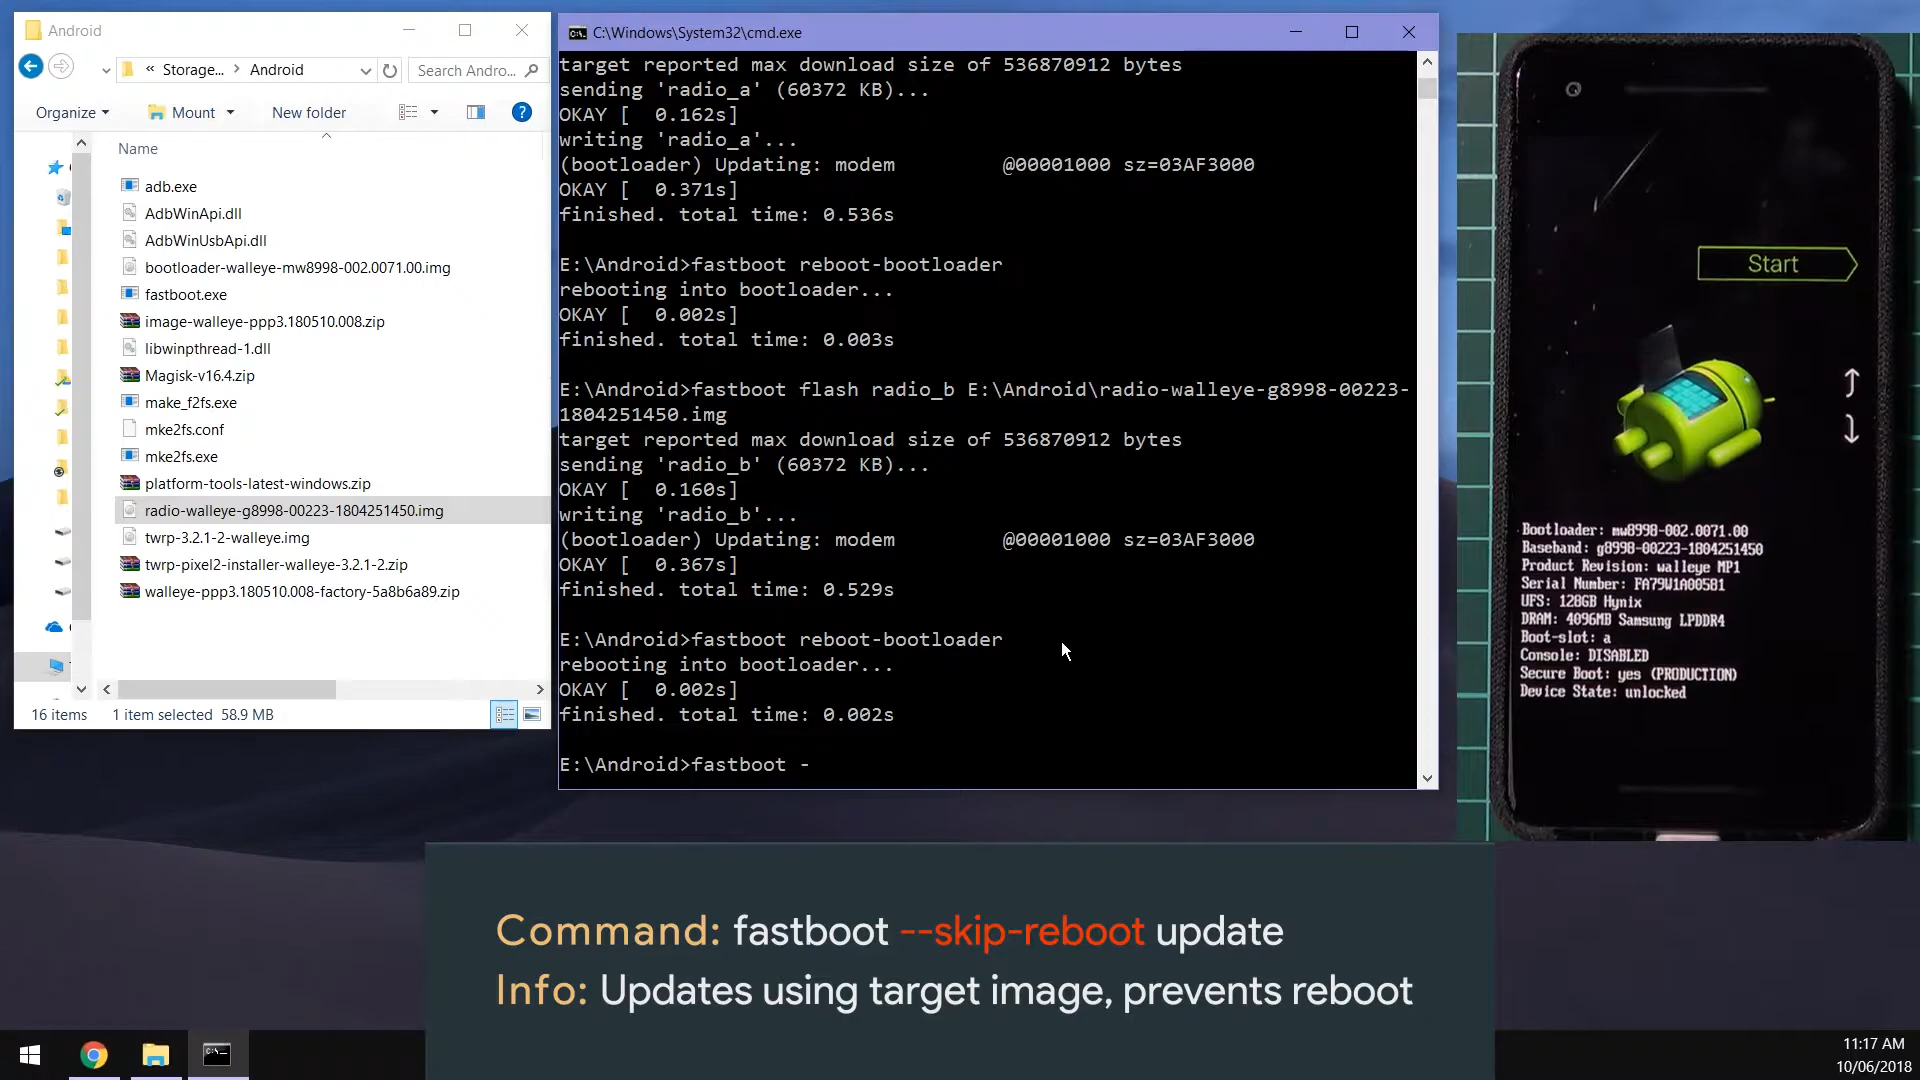 Android
Storage...
Android
Search Andro...
Organize
Mount
New folder
Name
adb.exe
AdbWinApi.dll
AdbWinUsbApi.dll
bootloader-walleye-mw8998-002.0071.00.img
fastboot.exe
image-walleye-ppp3.180510.008.zip
libwinpthread-1.dll
Magisk-v16.4.zip
make_f2fs.exe
mke2fs.conf
mke2fs.exe
platform-tools-latest-windows.zip
radio-walleye-g8998-00223-1804251450.img
twrp-3.2.1-2-walleye.img
twrp-pixel2-installer-walleye-3.2.1-2.zip
walleye-ppp3.180510.008-factory-5a8b6a89.zip
16 items 1 item selected 58.9 MB
C:\Windows\System32\cmd.exe
target reported max download size of 536870912 bytes
sending 'radio_a' (60372 KB)...
OKAY [  0.162s]
writing 'radio_a'...
(bootloader) Updating: modem         @00001000 sz=03AF3000
OKAY [  0.371s]
finished. total time: 0.536s
E:\Android>fastboot reboot-bootloader
rebooting into bootloader...
OKAY [  0.002s]
finished. total time: 0.003s
E:\Android>fastboot flash radio_b E:\Android\radio-walleye-g8998-00223-
1804251450.img
target reported max download size of 536870912 bytes
sending 'radio_b' (60372 KB)...
OKAY [  0.160s]
writing 'radio_b'...
(bootloader) Updating: modem         @00001000 sz=03AF3000
OKAY [  0.367s]
finished. total time: 0.529s
E:\Android>fastboot reboot-bootloader
rebooting into bootloader...
OKAY [  0.002s]
finished. total time: 0.002s
E:\Android>fastboot -
Start
Bootloader: mw8998-002.0071.00
Baseband: g8998-00223-1804251450
Product Revision: walleye MP1
Serial Number: FA79W1A00581
UFS: 128GB Hynix
DRAM: 4096MB Samsung LPDDR4
Boot-slot: a
Console: DISABLED
Secure Boot: yes (PRODUCTION)
Device State: unlocked
Command: fastboot --skip-reboot update
Info: Updates using target image, prevents reboot
11:17 AM
10/06/2018